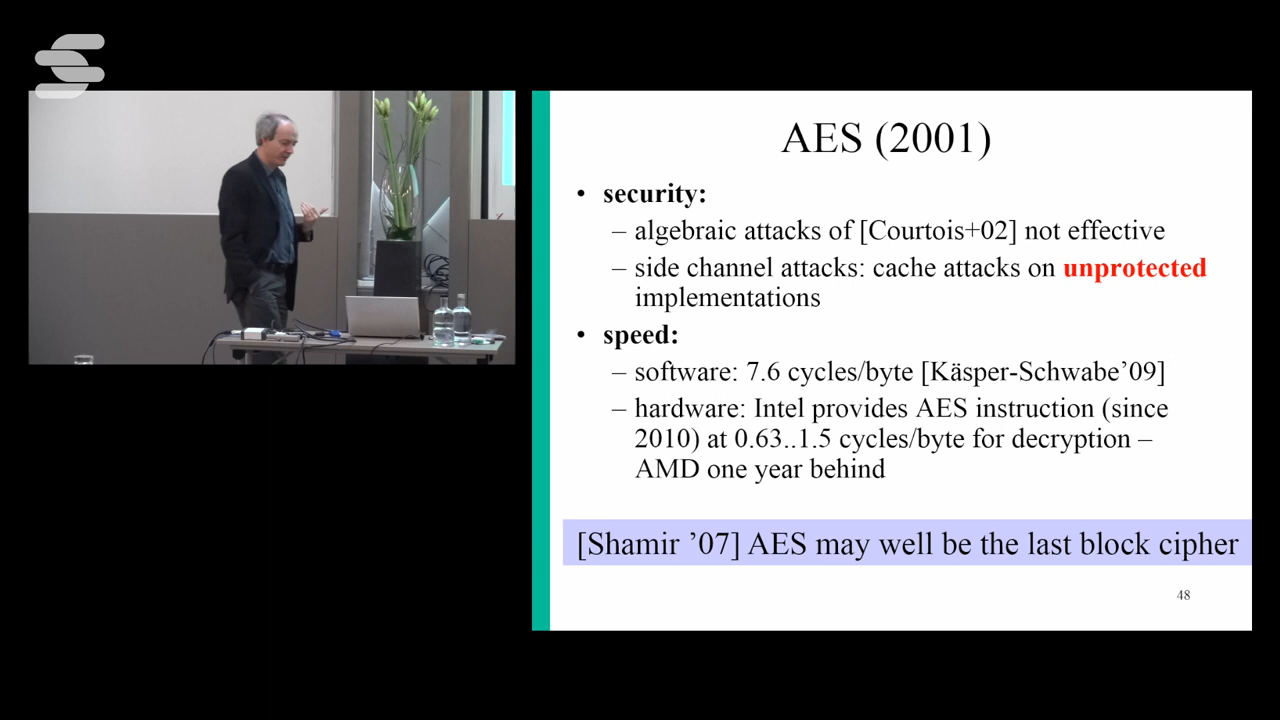 AES (2001)
• security:
– algebraic attacks of [Courtois+02] not effective
– side channel attacks: cache attacks on unprotected
implementations
• speed:
– software: 7.6 cycles/byte [Käsper-Schwabe’09]
– hardware: Intel provides AES instruction (since
2010) at 0.63..1.5 cycles/byte for decryption –
AMD one year behind
[Shamir ’07] AES may well be the last block cipher
48